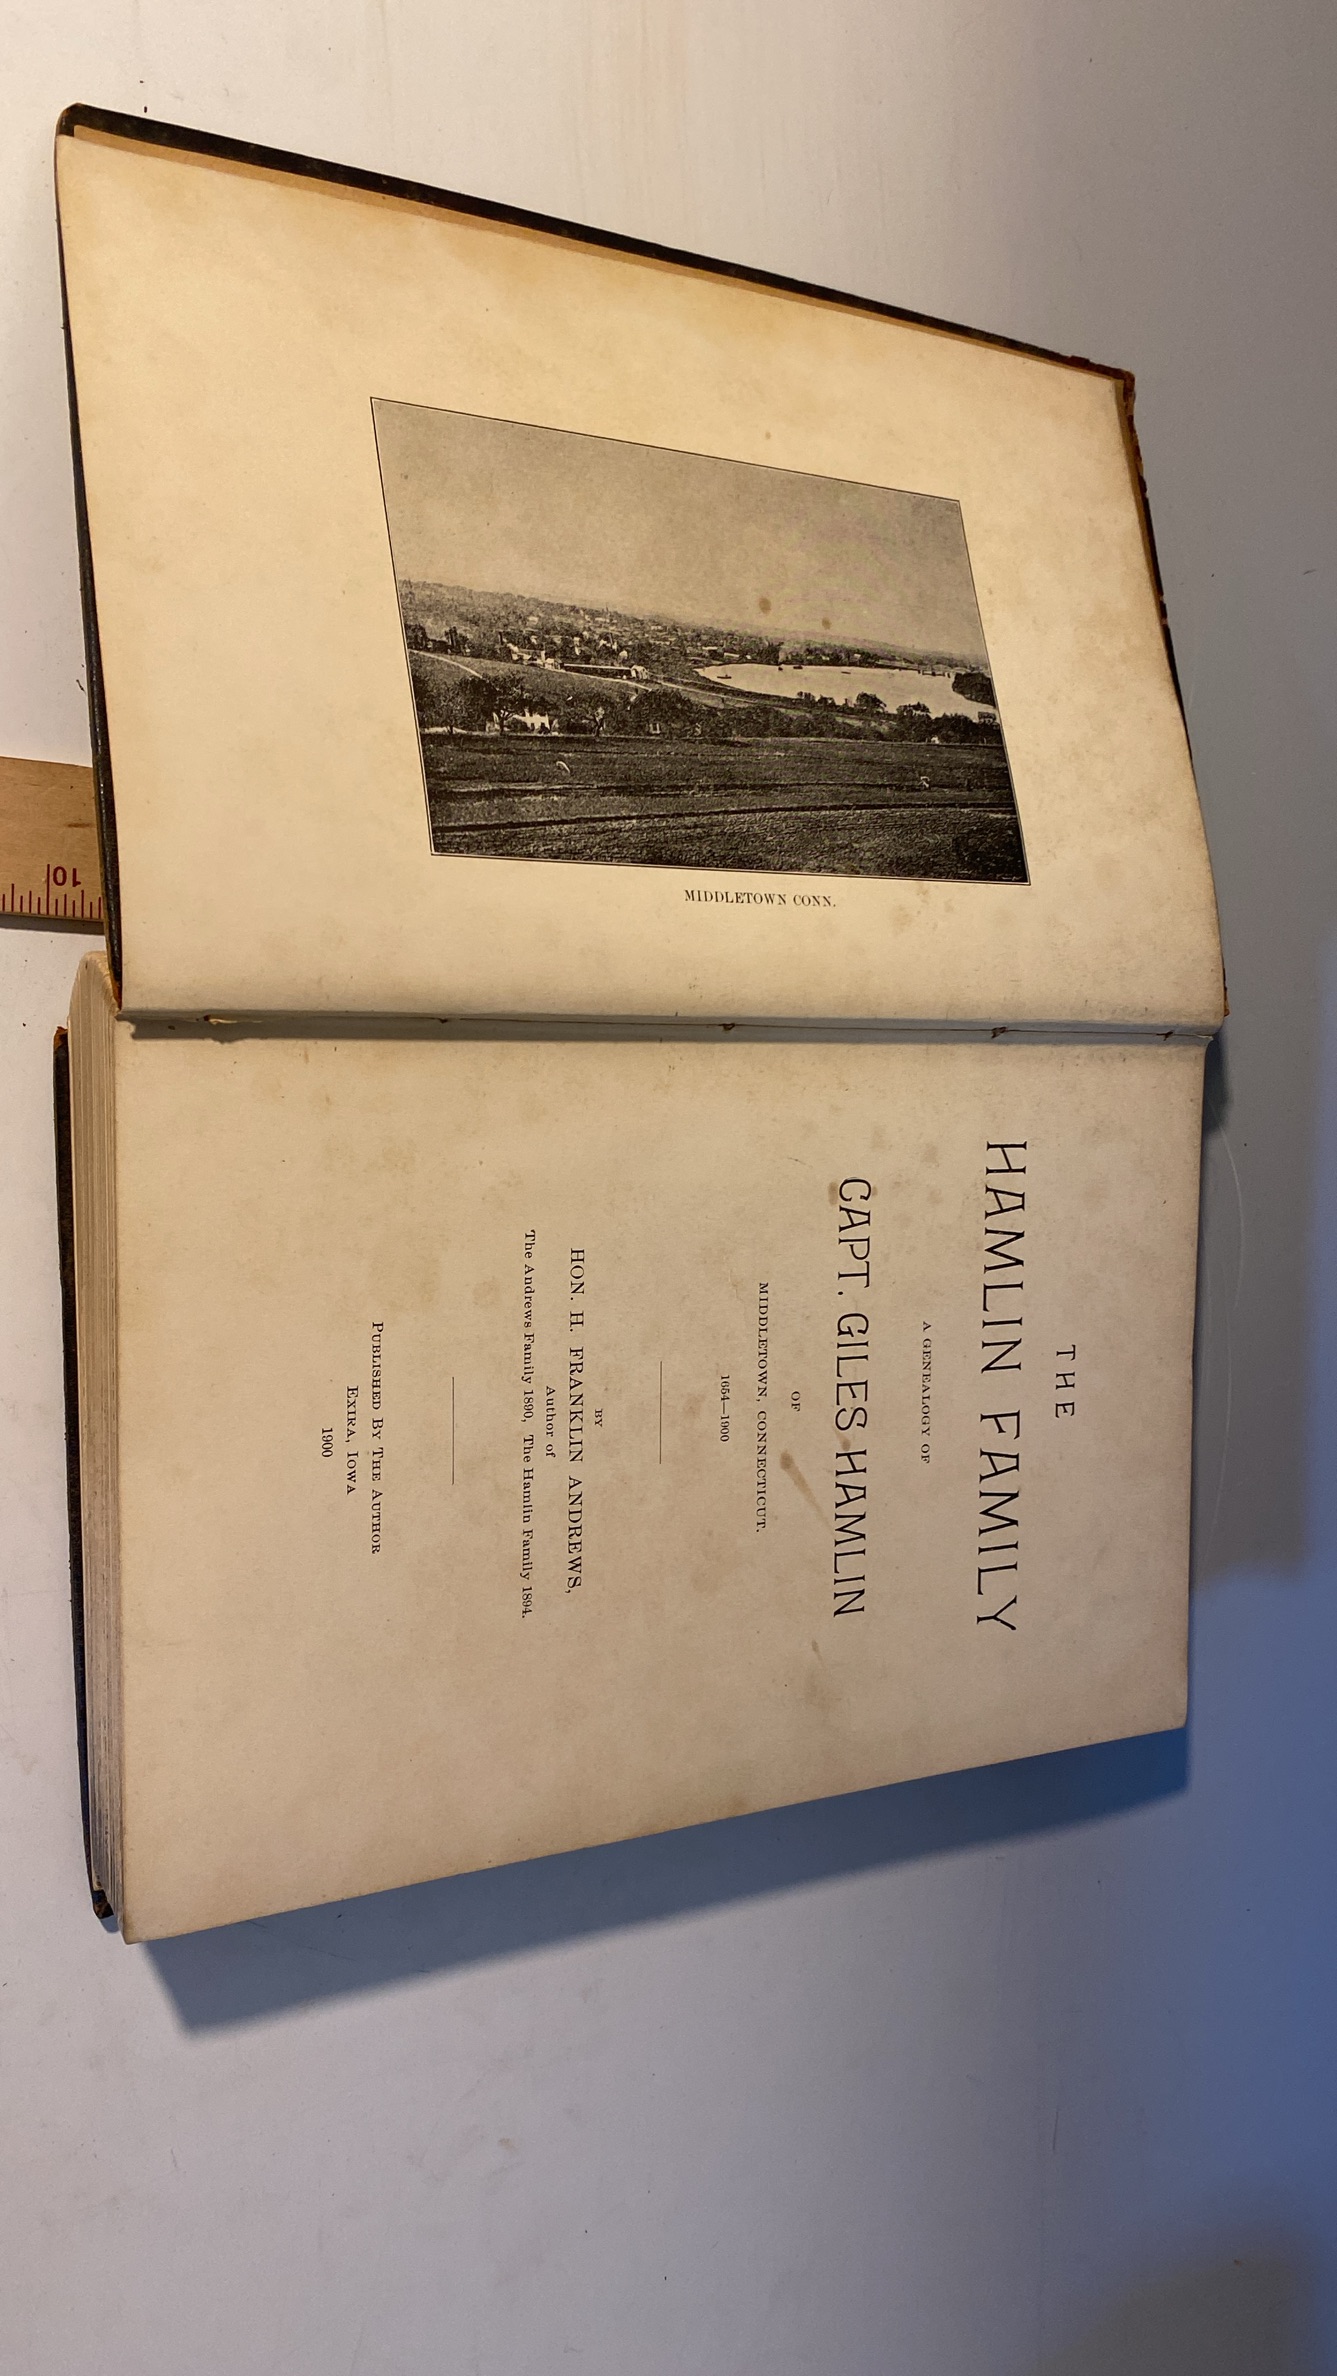 10
MIDDLETOWN CONN.
THE
HAMLIN FAMILY
A GENEALOGY OF
CAPT. GILES HAMLIN
OF
MIDDLETOWN, CONNECTICUT.
1654—1900
BY
HON. H. FRANKLIN ANDREWS,
Author of
The Andrews Family 1890, The Hamlin Family 1894.
PUBLISHED BY THE AUTHOR
EXIRA, IOWA
1900